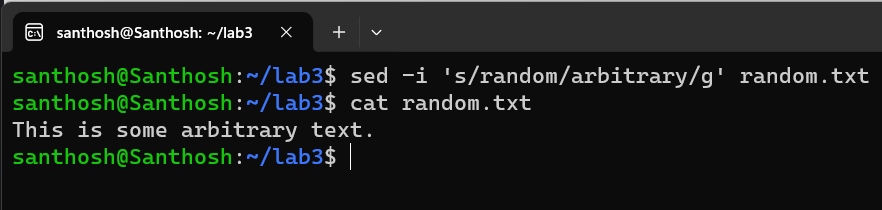 santhosh@Santhosh: ~/lab3
santhosh@Santhosh:~/lab3$ sed -i 's/random/arbitrary/g' random.txt
santhosh@Santhosh:~/lab3$ cat random.txt
This is some arbitrary text.
santhosh@Santhosh:~/lab3$